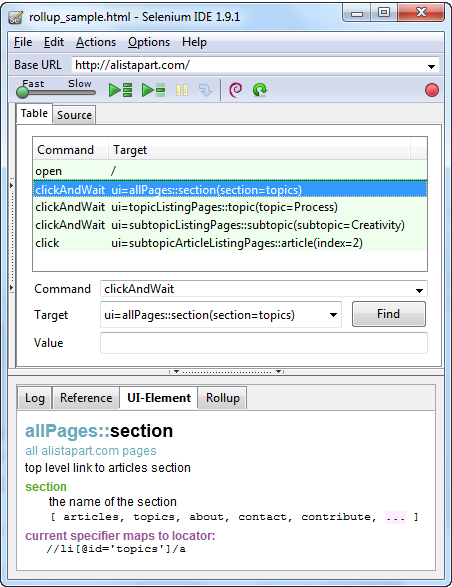 rollup_sample.html - Selenium IDE 1.9.1
File Edit Actions Options Help
Base URL http://alistapart.com/
Fast Slow
Table Source
Command Target
open /
clickAndWait ui=allPages::section(section=topics)
clickAndWait ui=topicListingPages::topic(topic=Process)
clickAndWait ui=subtopicListingPages::subtopic(subtopic=Creativity)
click ui=subtopicArticleListingPages::article(index=2)
Command clickAndWait
Target ui=allPages::section(section=topics) Find
Value
Log Reference UI-Element Rollup
allPages::section
all alistapart.com pages
top level link to articles section
section
the name of the section
[ articles, topics, about, contact, contribute, ... ]
current specifier maps to locator:
//li[@id='topics']/a